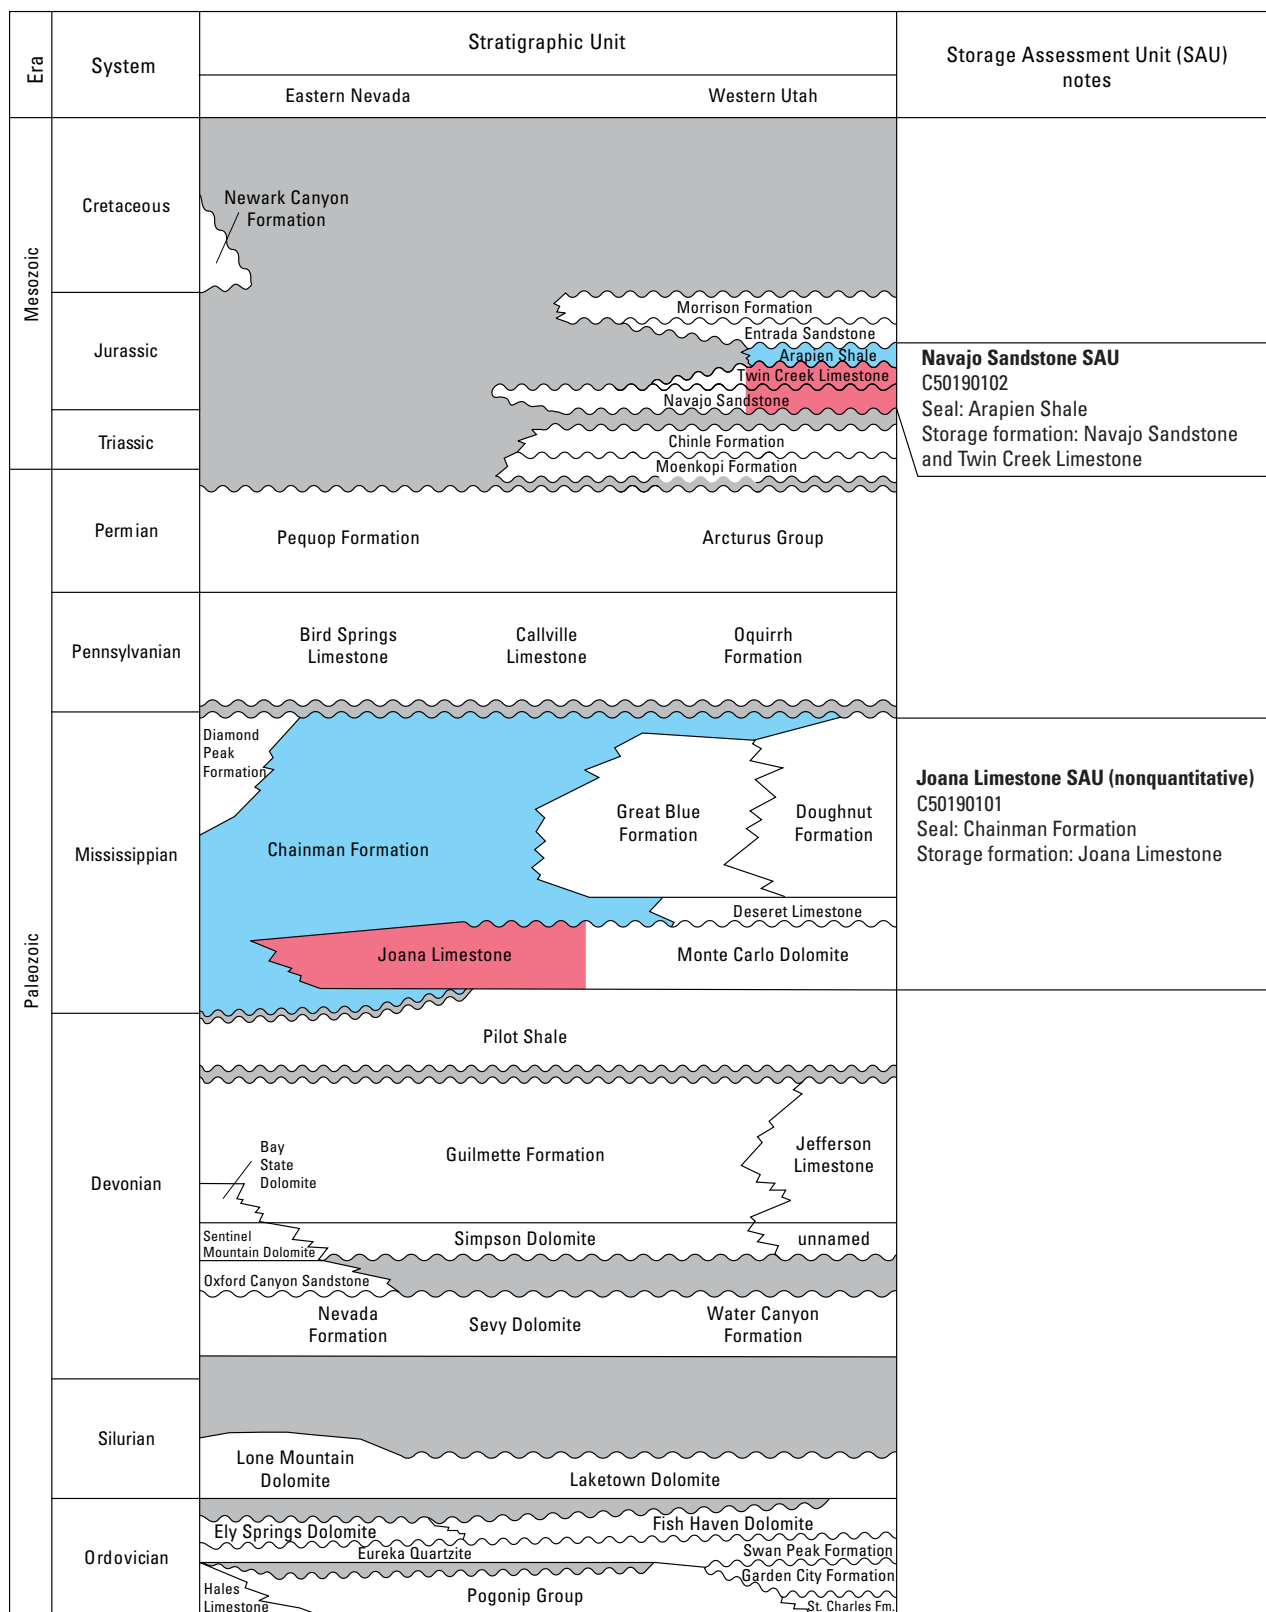 Era
System
Stratigraphic Unit
Storage Assessment Unit (SAU)
notes
Eastern Nevada
Western Utah
Mesozoic
Cretaceous
Newark Canyon
Formation
Jurassic
Morrison Formation
Entrada Sandstone
Arapien Shale
Twin Creek Limestone
Navajo Sandstone
Navajo Sandstone SAU
C50190102
Seal: Arapien Shale
Storage formation: Navajo Sandstone
and Twin Creek Limestone
Triassic
Chinle Formation
Moenkopi Formation
Paleozoic
Permian
Pequop Formation
Arcturus Group
Pennsylvanian
Bird Springs
Limestone
Callville
Limestone
Oquirrh
Formation
Mississippian
Diamond
Peak
Formation
Chainman Formation
Great Blue
Formation
Doughnut
Formation
Deseret Limestone
Joana Limestone
Monte Carlo Dolomite
Joana Limestone SAU (nonquantitative)
C50190101
Seal: Chainman Formation
Storage formation: Joana Limestone
Devonian
Pilot Shale
Bay
State
Dolomite
Guilmette Formation
Jefferson
Limestone
Sentinel
Mountain Dolomite
Simpson Dolomite
unnamed
Oxford Canyon Sandstone
Nevada
Formation
Sevy Dolomite
Water Canyon
Formation
Silurian
Lone Mountain
Dolomite
Laketown Dolomite
Ordovician
Ely Springs Dolomite
Fish Haven Dolomite
Eureka Quartzite
Swan Peak Formation
Garden City Formation
Hales
Limestone
Pogonip Group
St. Charles Fm.